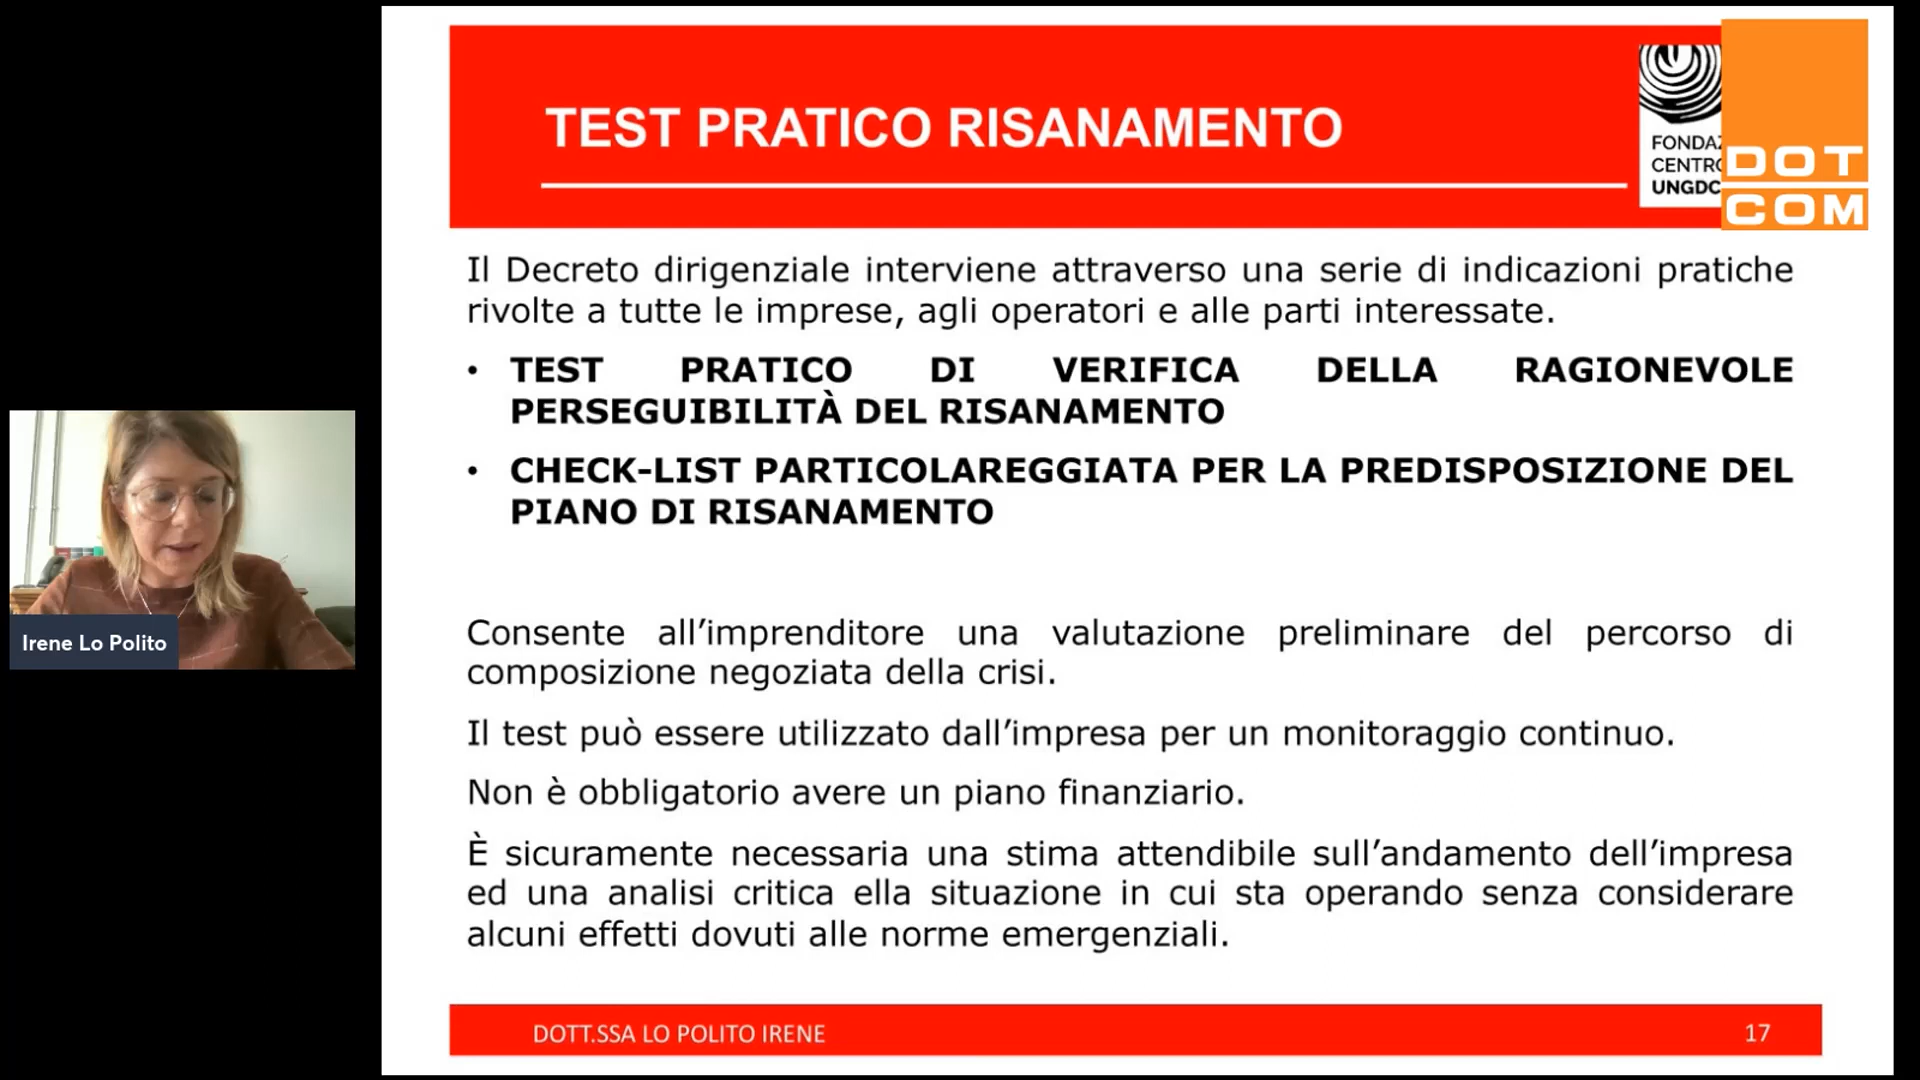 TEST PRATICO RISANAMENTO
FONDAZ
CENTRO
UNGDC
DOT
COM
Il Decreto dirigenziale interviene attraverso una serie di indicazioni pratiche
rivolte a tutte le imprese, agli operatori e alle parti interessate.
• TEST PRATICO DI VERIFICA DELLA RAGIONEVOLE
PERSEGUIBILITÀ DEL RISANAMENTO
• CHECK-LIST PARTICOLAREGGIATA PER LA PREDISPOSIZIONE DEL
PIANO DI RISANAMENTO
Consente all’imprenditore una valutazione preliminare del percorso di
composizione negoziata della crisi.
Il test può essere utilizzato dall’impresa per un monitoraggio continuo.
Non è obbligatorio avere un piano finanziario.
È sicuramente necessaria una stima attendibile sull’andamento dell’impresa
ed una analisi critica ella situazione in cui sta operando senza considerare
alcuni effetti dovuti alle norme emergenziali.
Irene Lo Polito
DOTT.SSA LO POLITO IRENE
17